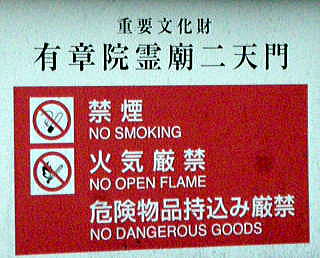 重要文化財
有章院霊廟二天門
禁煙
NO SMOKING
火気厳禁
NO OPEN FLAME
危険物品持込み厳禁
NO DANGEROUS GOODS